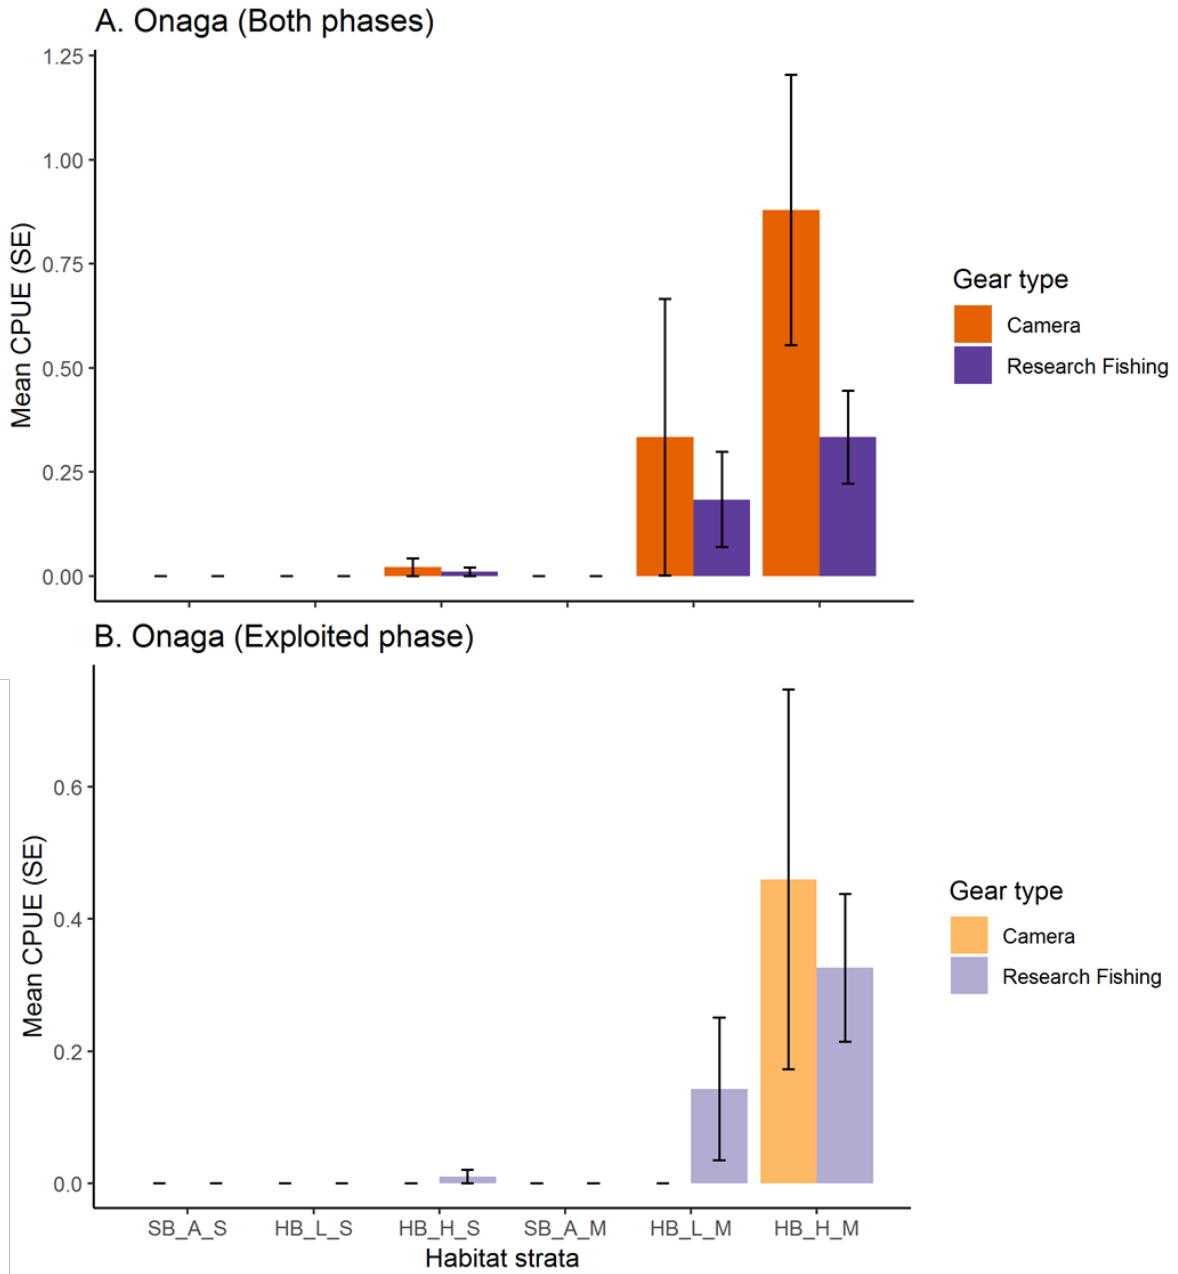 A. Onaga (Both phases)
Mean CPUE (SE)
1.25
1.00
0.75
0.50
0.25
0.00
Gear type
Camera
Research Fishing
B. Onaga (Exploited phase)
Mean CPUE (SE)
0.6
0.4
0.2
0.0
Gear type
Camera
Research Fishing
SB_A_S HB_L_S HB_H_S SB_A_M HB_L_M HB_H_M
Habitat strata